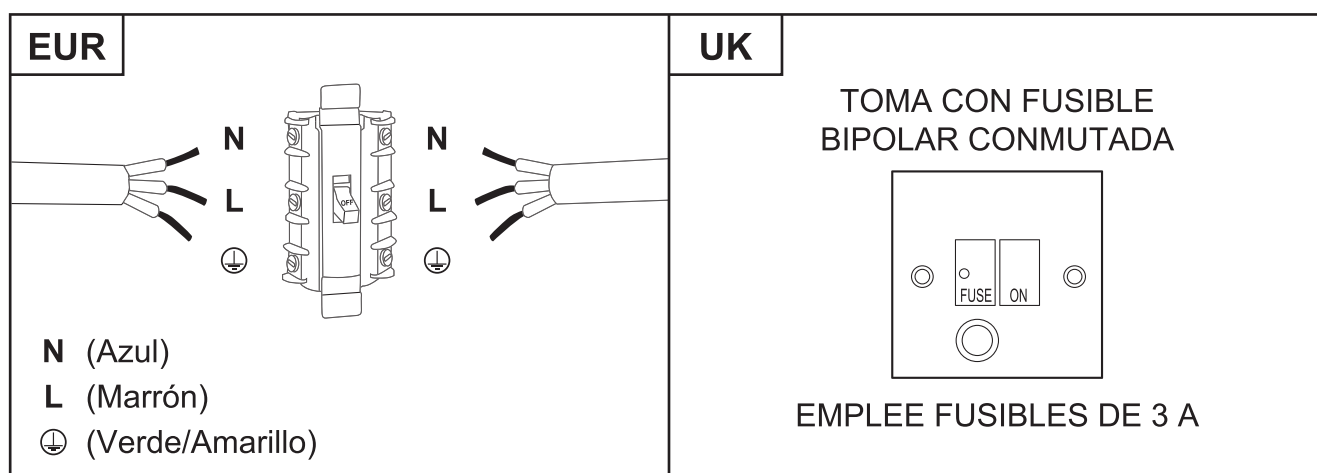 EUR
N
N
L
OFF
L
N (Azul)
L (Marrón)
(Verde/Amarillo)
UK
TOMA CON FUSIBLE
BIPOLAR CONMUTADA
FUSE ON
EMPLEE FUSIBLES DE 3 A